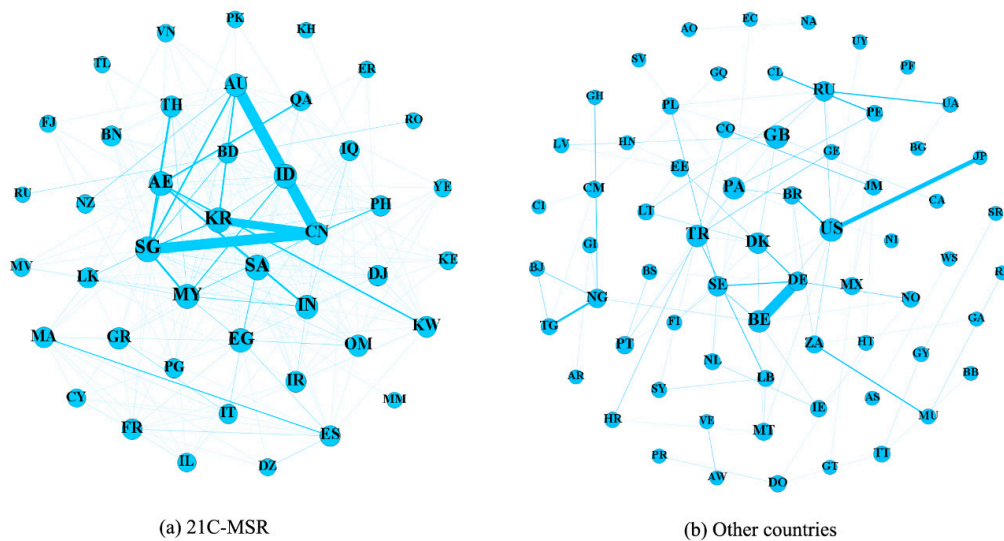 PK
VN
KH
TL
ER
AU
QA
TH
FJ
BN
RO
BD
IQ
AE
ID
YE
RU
NZ
KR
PH
CN
SG
SA
MV
LK
DJ
KE
MY
IN
KW
MA
GR
EG
OM
PG
IR
CY
IT
MM
FR
ES
IL
DZ
(a) 21C-MSR
EC
NA
AO
UY
SV
GQ
CL
PF
RU
GH
PL
PE
UA
CO
GB
LV
HN
GE
BG
JP
EE
CM
PA
BR
JM
CA
CI
LT
SR
TR
US
GI
DK
NI
BJ
BS
WS
SE
DE
MX
NG
NO
TG
FI
BE
GA
PT
ZA
HT
GY
NL
AR
SY
LB
BB
AS
HR
VE
MT
IE
MU
PR
TT
AW
DO
GT
(b) Other countries